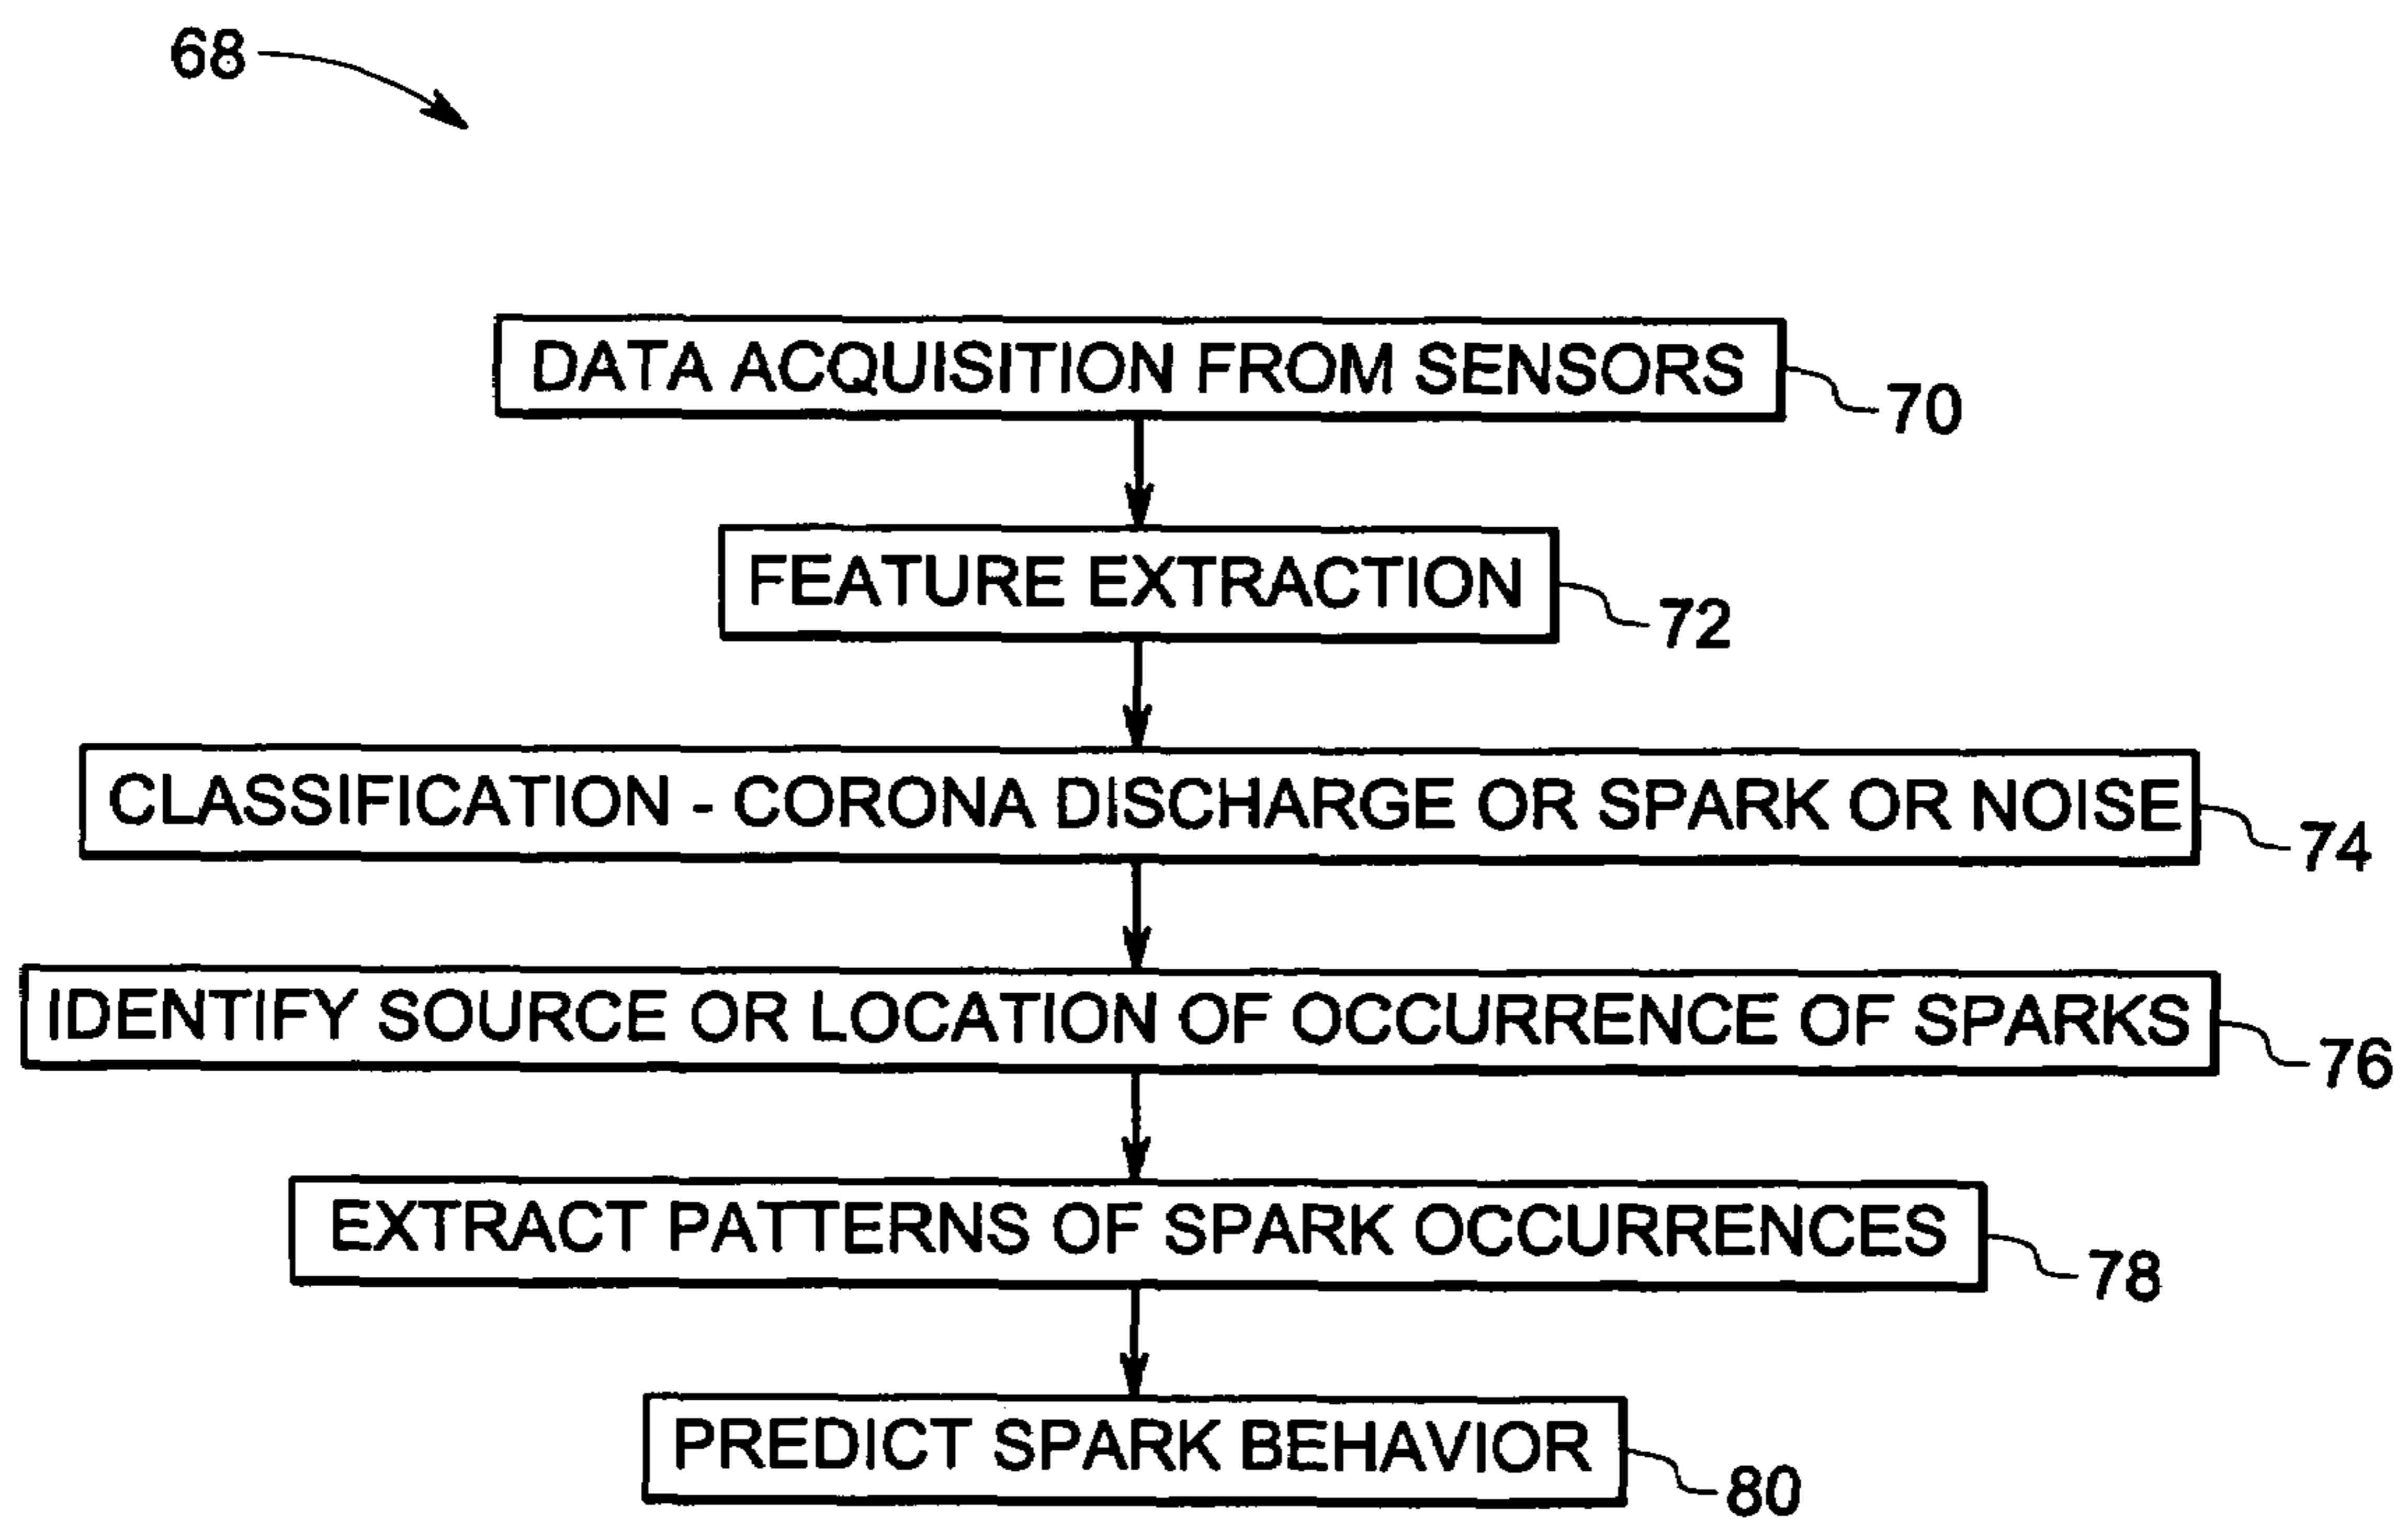 68
DATA ACQUISITION FROM SENSORS
70
FEATURE EXTRACTION
72
CLASSIFICATION - CORONA DISCHARGE OR SPARK OR NOISE
74
IDENTIFY SOURCE OR LOCATION OF OCCURRENCE OF SPARKS
76
EXTRACT PATTERNS OF SPARK OCCURRENCES
78
PREDICT SPARK BEHAVIOR
80